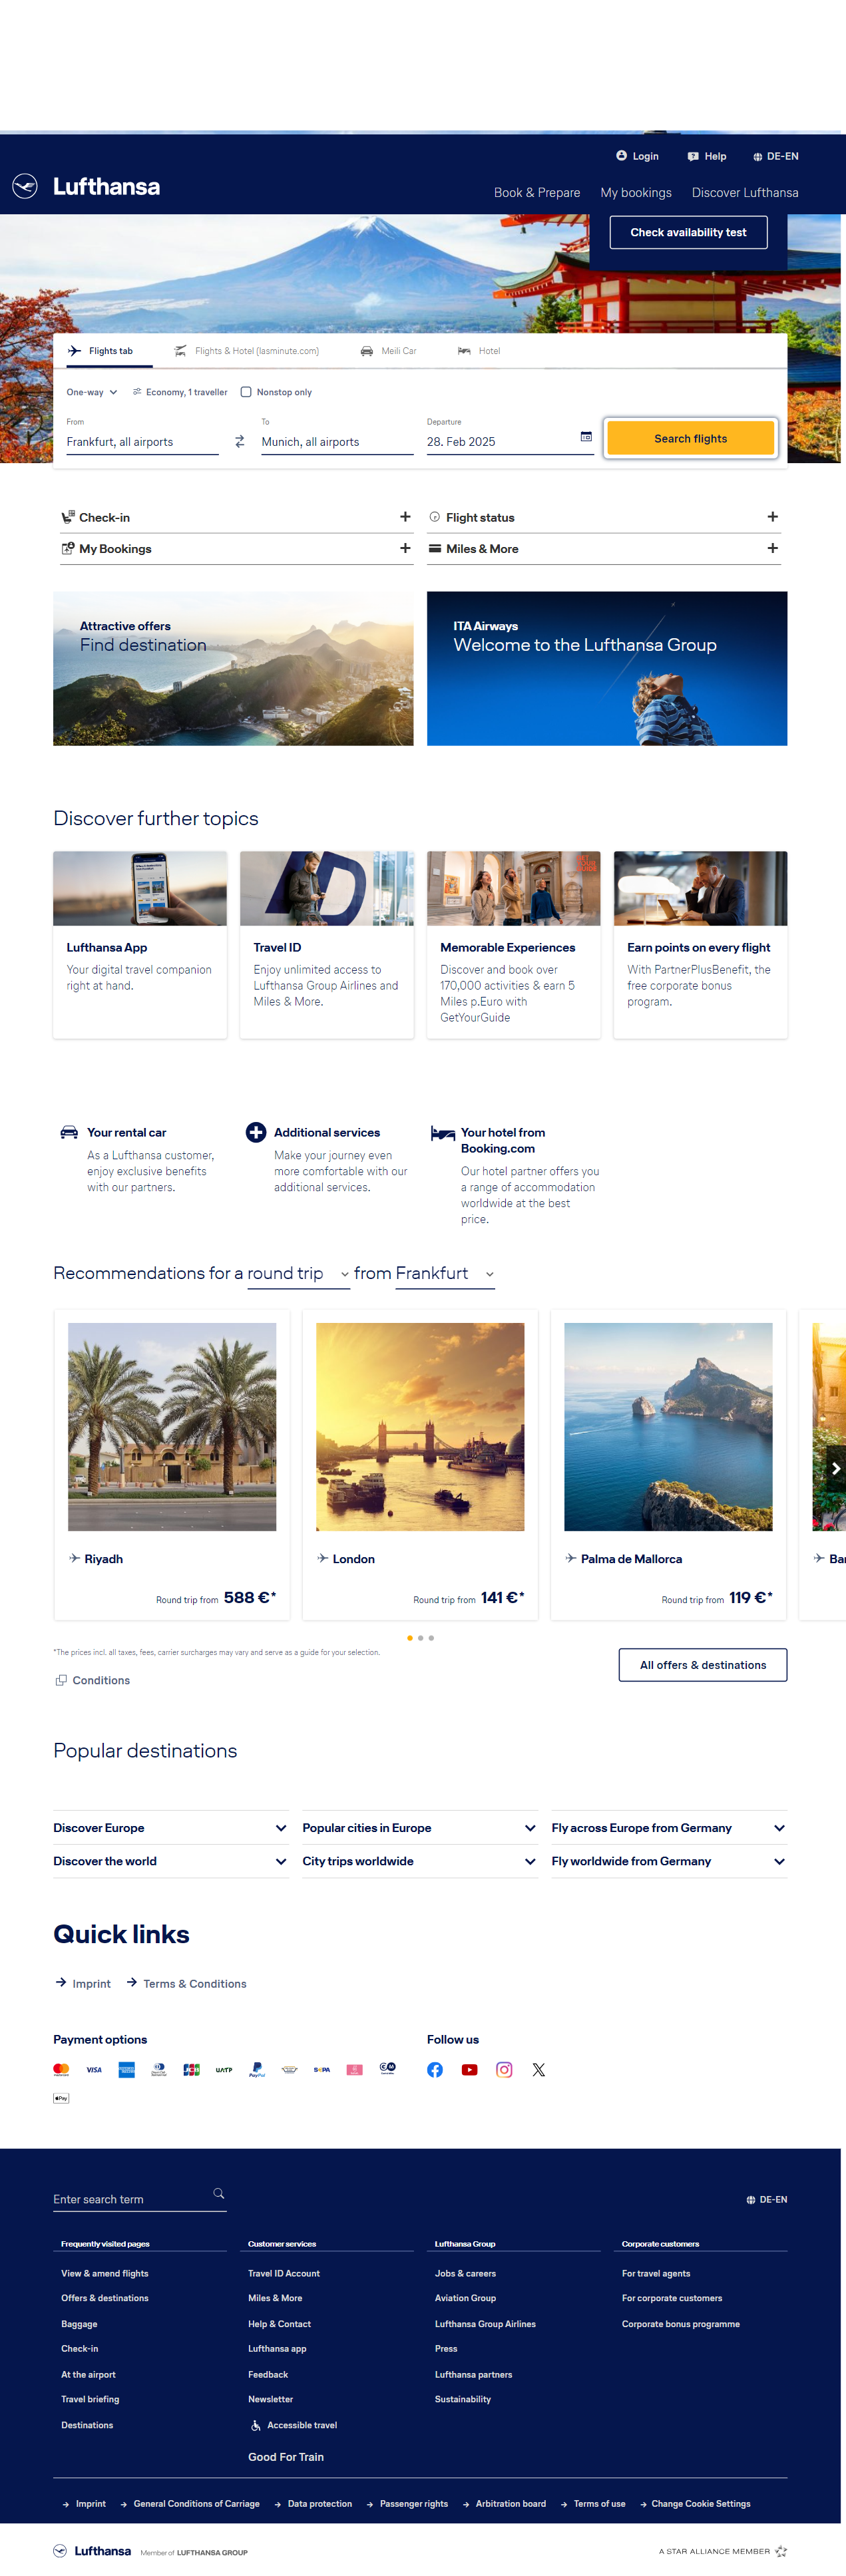 Login
Help
DE-EN
Lufthansa
Book & Prepare
My bookings
Discover Lufthansa
Check availability test
Flights tab
Flights & Hotel (lasminute.com)
Meili Car
Hotel
One-way
Economy, 1 traveller
Nonstop only
From
To
Departure
Frankfurt, all airports
Munich, all airports
28. Feb 2025
Search flights
Check-in
Flight status
My Bookings
Miles & More
Attractive offers
Find destination
ITA Airways
Welcome to the Lufthansa Group
Discover further topics
GET
YOUR
GUIDE
Lufthansa App
Your digital travel companion
right at hand.
Travel ID
Enjoy unlimited access to
Lufthansa Group Airlines and
Miles & More.
Memorable Experiences
Discover and book over
170,000 activities & earn 5
Miles p.Euro with
GetYourGuide
Earn points on every flight
With PartnerPlusBenefit, the
free corporate bonus
program.
Your rental car
As a Lufthansa customer,
enjoy exclusive benefits
with our partners.
Additional services
Make your journey even
more comfortable with our
additional services.
Your hotel from
Booking.com
Our hotel partner offers you
a range of accommodation
worldwide at the best
price.
Recommendations for a round trip from Frankfurt
Riyadh
Round trip from 588 €*
London
Round trip from 141 €*
Palma de Mallorca
Round trip from 119 €*
Bar
*The prices incl. all taxes, fees, carrier surcharges may vary and serve as a guide for your selection.
All offers & destinations
Conditions
Popular destinations
Discover Europe
Popular cities in Europe
Fly across Europe from Germany
Discover the world
City trips worldwide
Fly worldwide from Germany
Quick links
Imprint
Terms & Conditions
Payment options
Follow us
VISA
JCB
UATP
PayPal
SEPA
Pay
Enter search term
DE-EN
Frequently visited pages
View & amend flights
Offers & destinations
Baggage
Check-in
At the airport
Travel briefing
Destinations
Customer services
Travel ID Account
Miles & More
Help & Contact
Lufthansa app
Feedback
Newsletter
Accessible travel
Good For Train
Lufthansa Group
Jobs & careers
Aviation Group
Lufthansa Group Airlines
Press
Lufthansa partners
Sustainability
Corporate customers
For travel agents
For corporate customers
Corporate bonus programme
Imprint
General Conditions of Carriage
Data protection
Passenger rights
Arbitration board
Terms of use
Change Cookie Settings
Lufthansa
Member of LUFTHANSA GROUP
A STAR ALLIANCE MEMBER